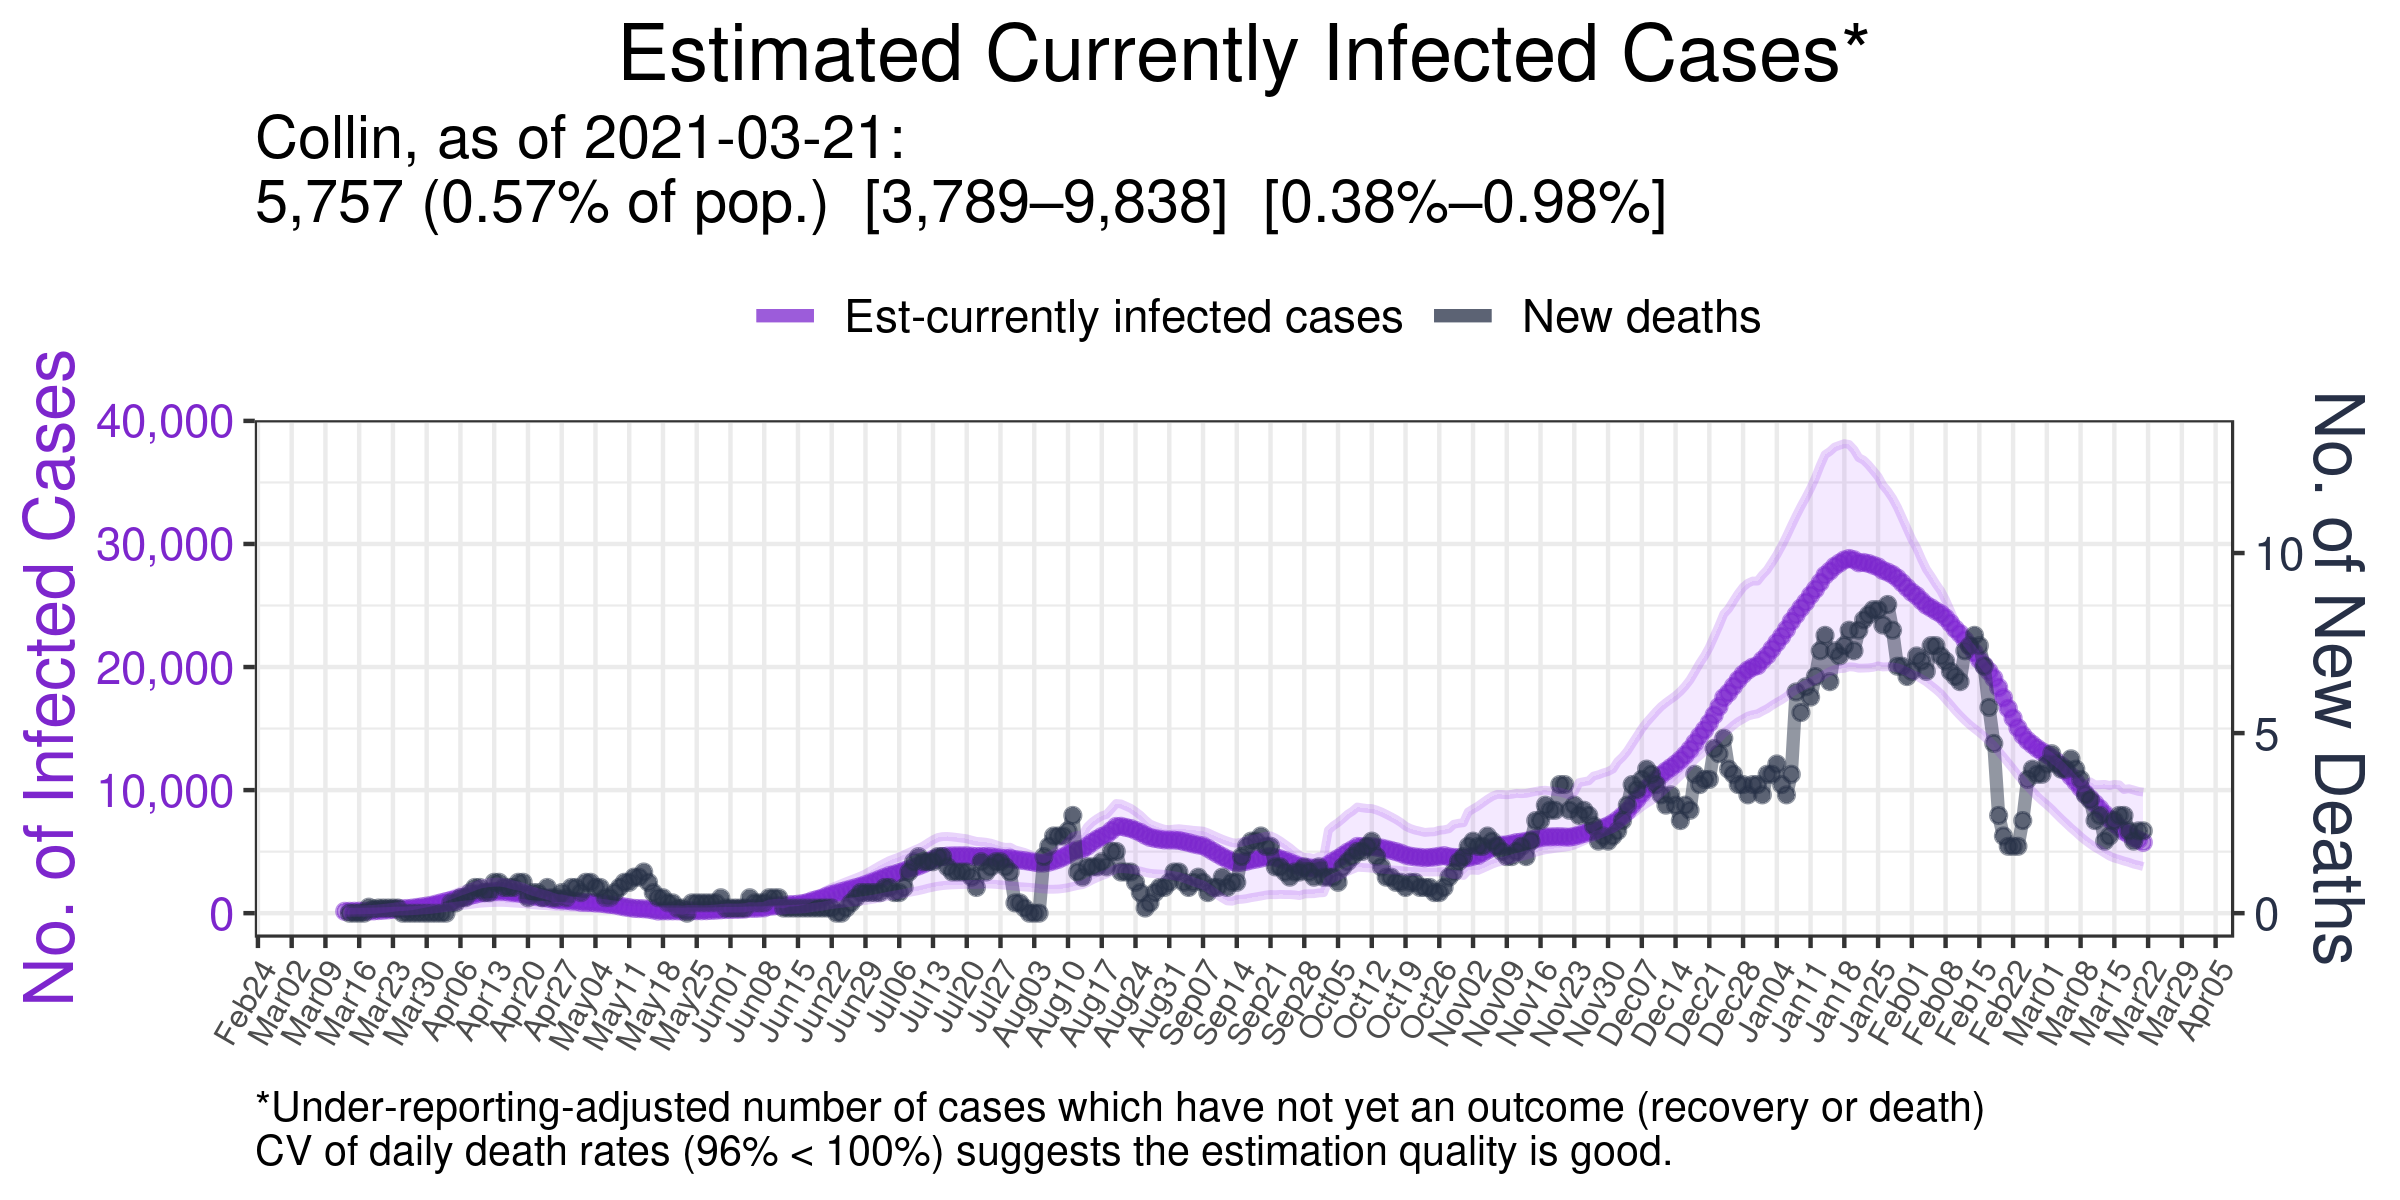 Estimated Currently Infected Cases*
Collin, as of 2021-03-21:
5,757 (0.57% of pop.)  [3,789–9,838]  [0.38%–0.98%]
Est-currently infected cases
New deaths
No. of Infected Cases
40,000
30,000
20,000
10,000
0
No. of New Deaths
10
5
0
Feb24
Mar02
Mar09
Mar16
Mar23
Mar30
Apr06
Apr13
Apr20
Apr27
May04
May11
May18
May25
Jun01
Jun08
Jun15
Jun22
Jun29
Jul06
Jul13
Jul20
Jul27
Aug03
Aug10
Aug17
Aug24
Aug31
Sep07
Sep14
Sep21
Sep28
Oct05
Oct12
Oct19
Oct26
Nov02
Nov09
Nov16
Nov23
Nov30
Dec07
Dec14
Dec21
Dec28
Jan04
Jan11
Jan18
Jan25
Feb01
Feb08
Feb15
Feb22
Mar01
Mar08
Mar15
Mar22
Mar29
Apr05
*Under-reporting-adjusted number of cases which have not yet an outcome (recovery or death)
CV of daily death rates (96% < 100%) suggests the estimation quality is good.